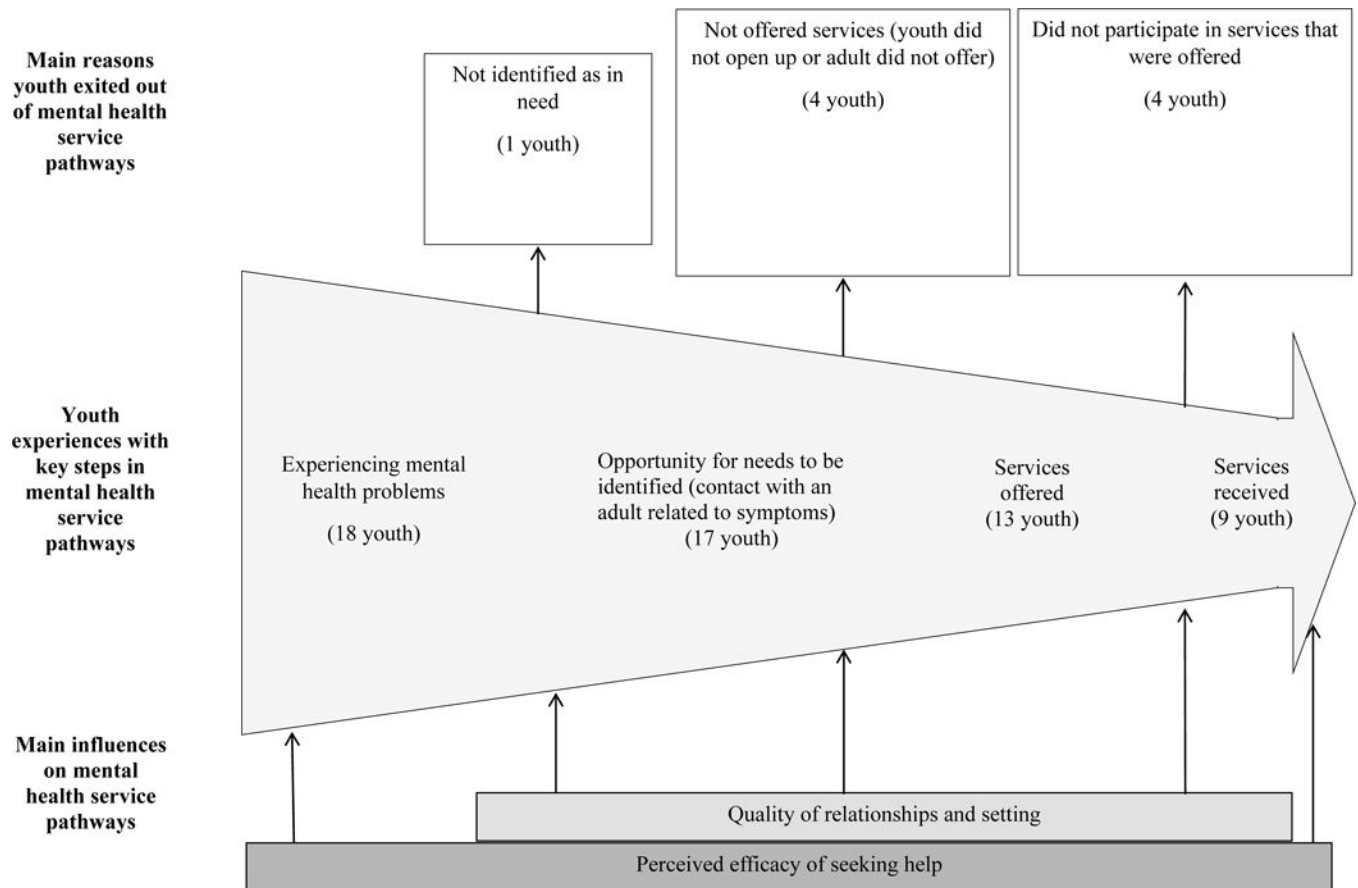 Main reasons
youth exited out
of mental health
service
pathways
Not identified as in
need
(1 youth)
Not offered services (youth did
not open up or adult did not offer)
(4 youth)
Did not participate in services that
were offered
(4 youth)
Youth
experiences with
key steps in
mental health
service
pathways
Experiencing mental
health problems
(18 youth)
Opportunity for needs to be
identified (contact with an
adult related to symptoms)
(17 youth)
Services
offered
(13 youth)
Services
received
(9 youth)
Main influences
on mental
health service
pathways
Quality of relationships and setting
Perceived efficacy of seeking help